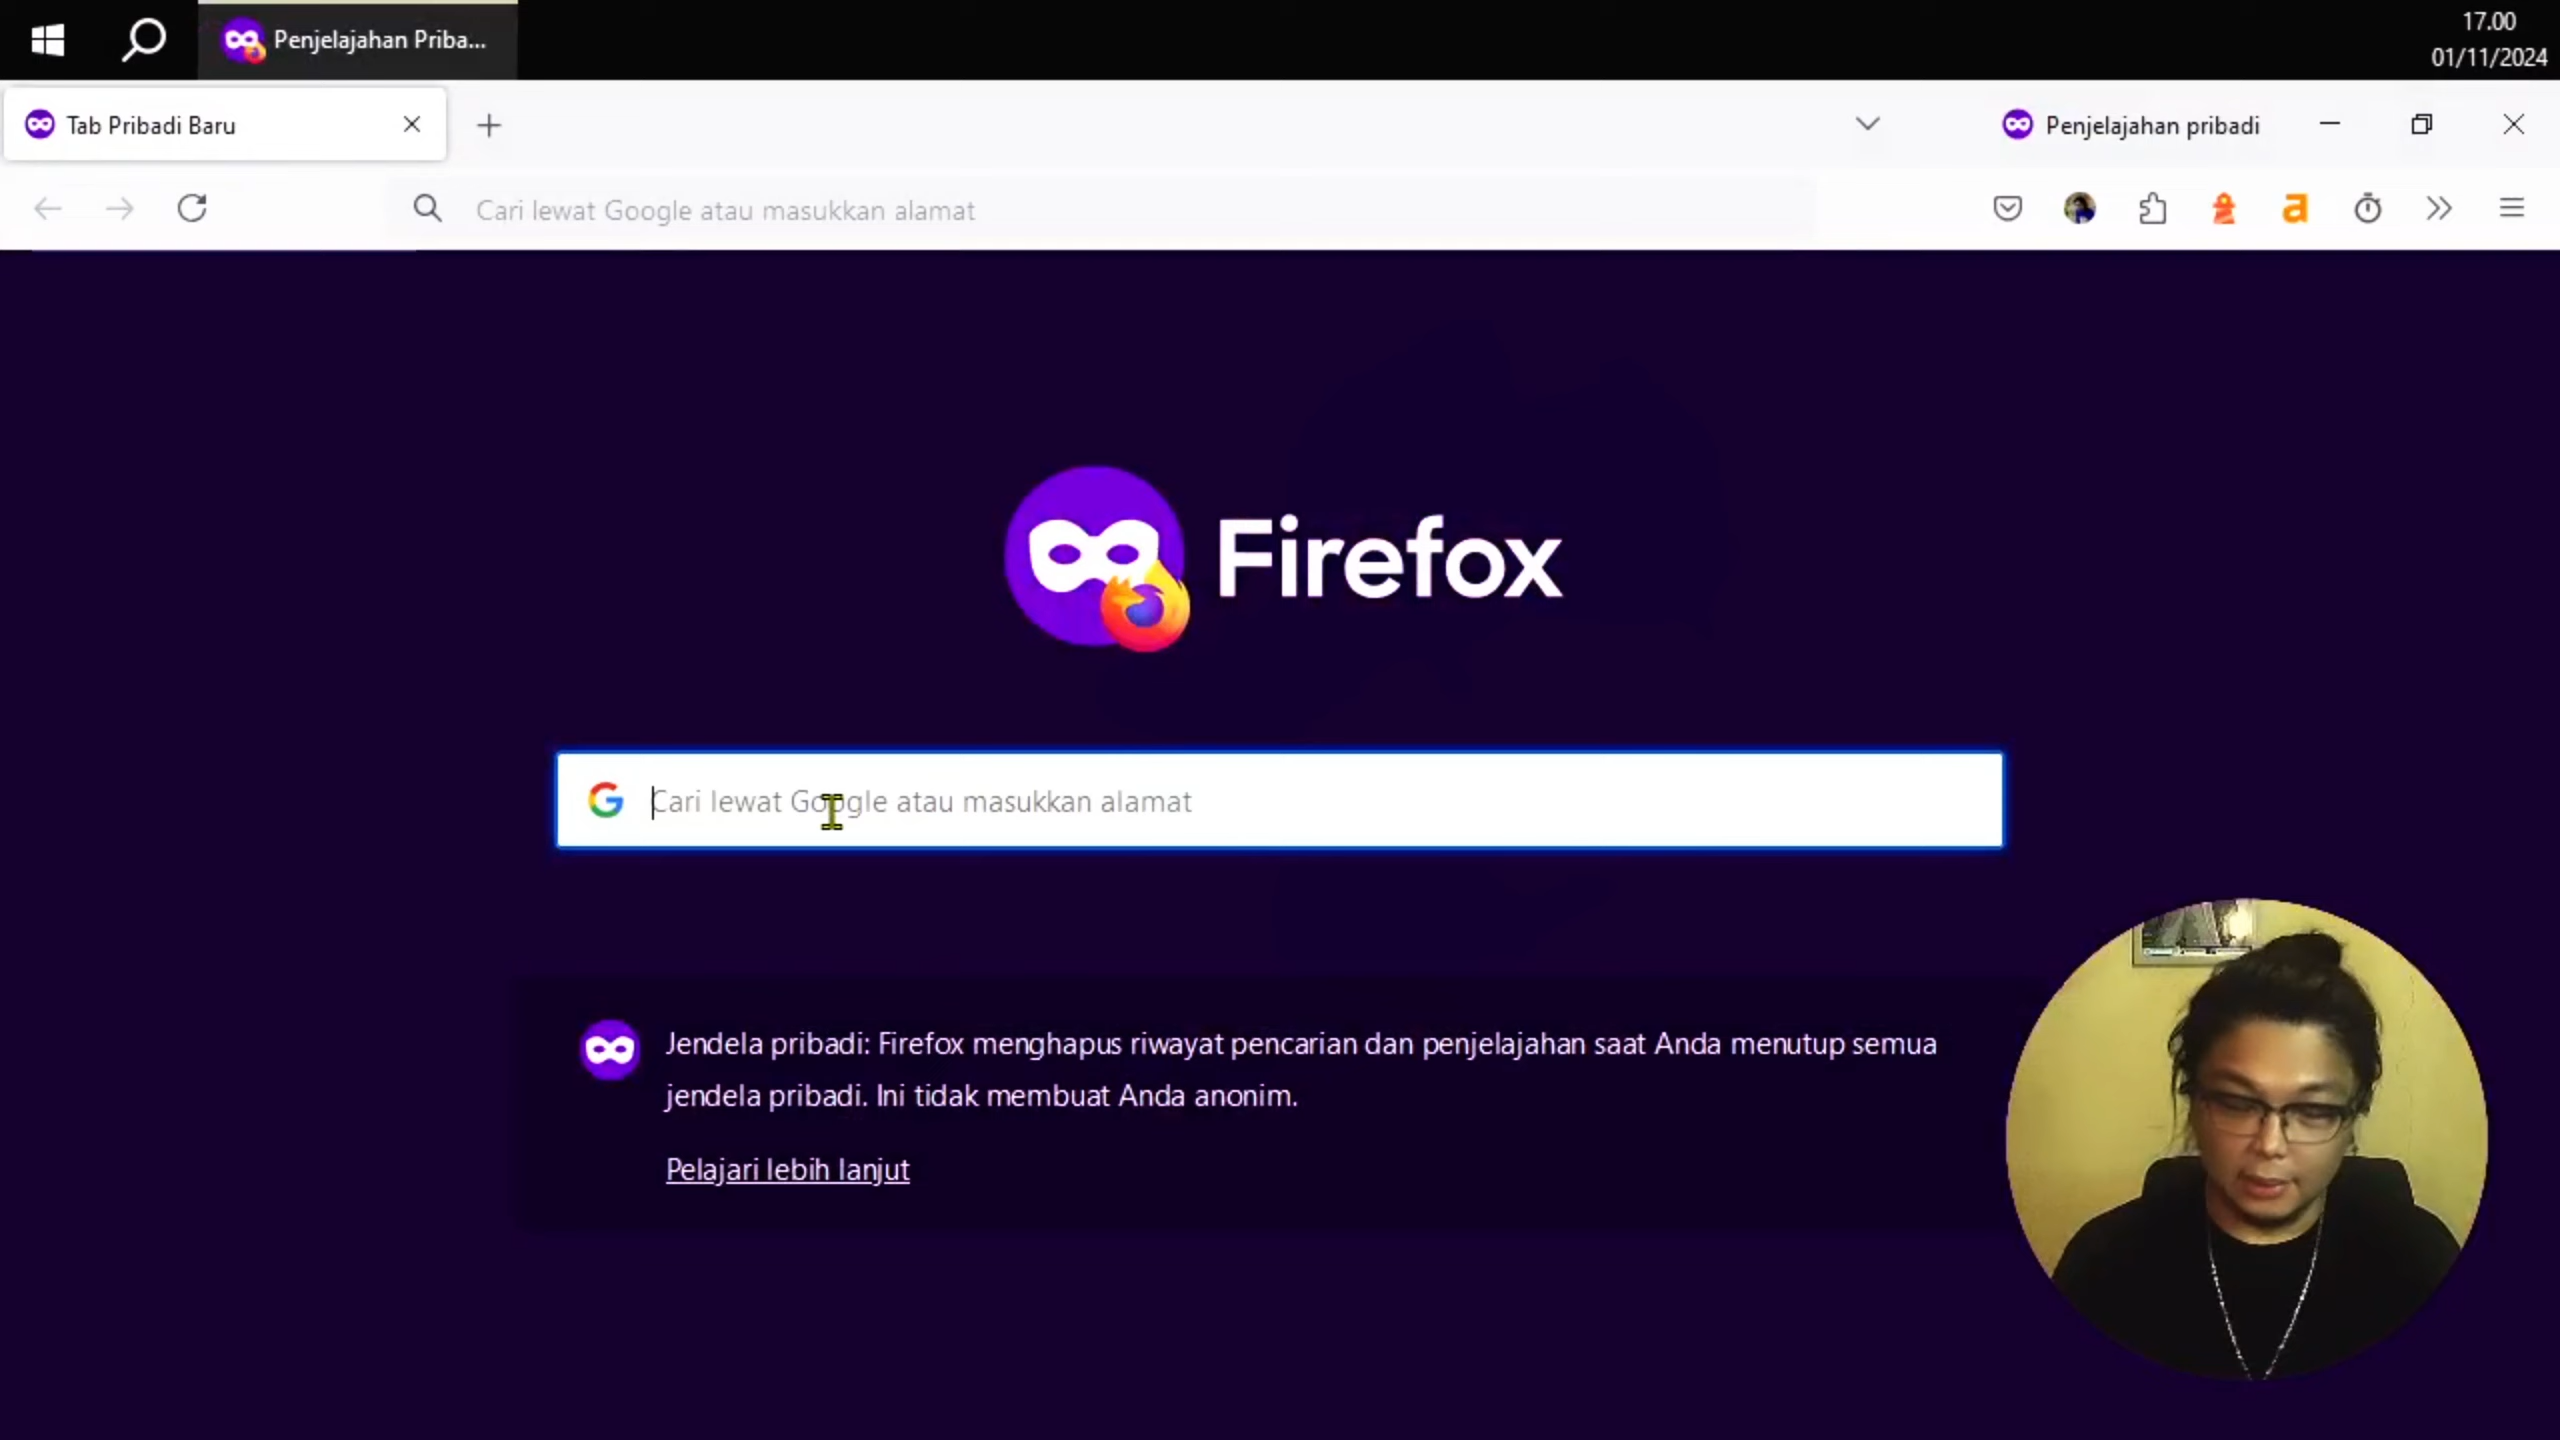 Penjelajahan Priba...
17.00
01/11/2024
Tab Pribadi Baru
Penjelajahan pribadi
Cari lewat Google atau masukkan alamat
a
Firefox
Cari lewat Google atau masukkan alamat
Jendela pribadi: Firefox menghapus riwayat pencarian dan penjelajahan saat Anda menutup semua
jendela pribadi. Ini tidak membuat Anda anonim.
Pelajari lebih lanjut